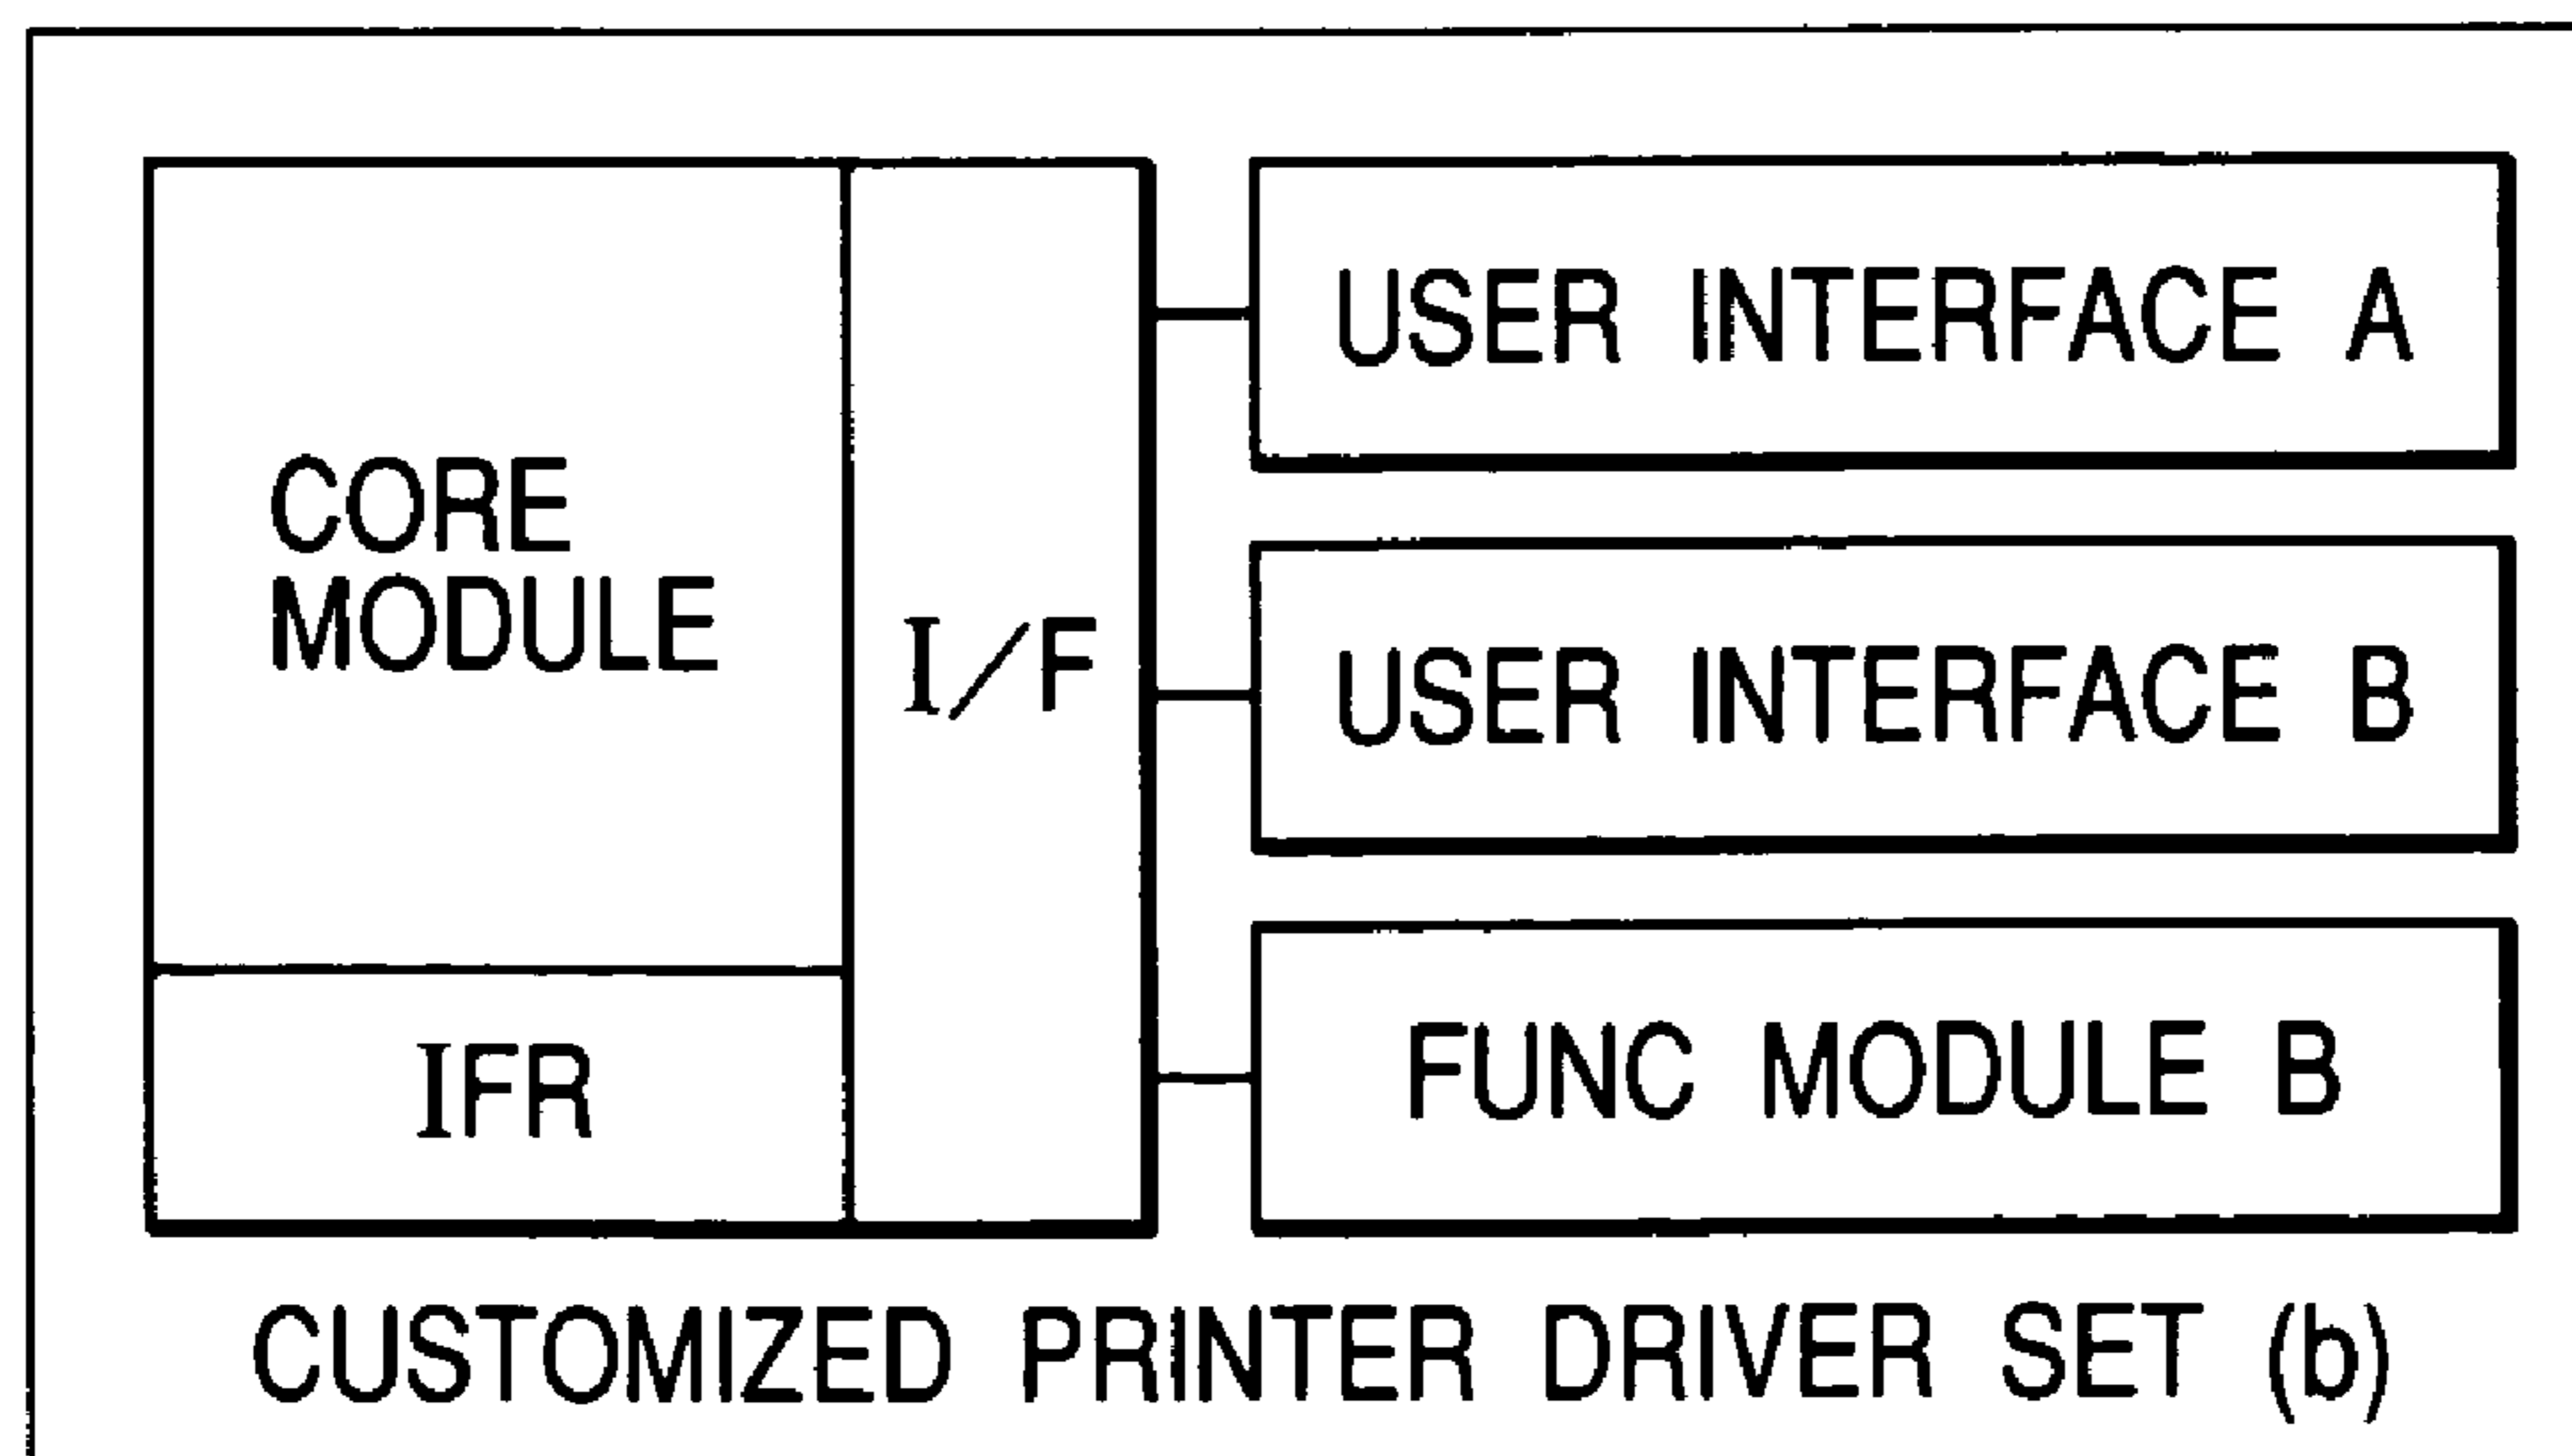 CORE
MODULE
IFR
I/F
USER INTERFACE A
USER INTERFACE B
FUNC MODULE B
CUSTOMIZED PRINTER DRIVER SET (b)